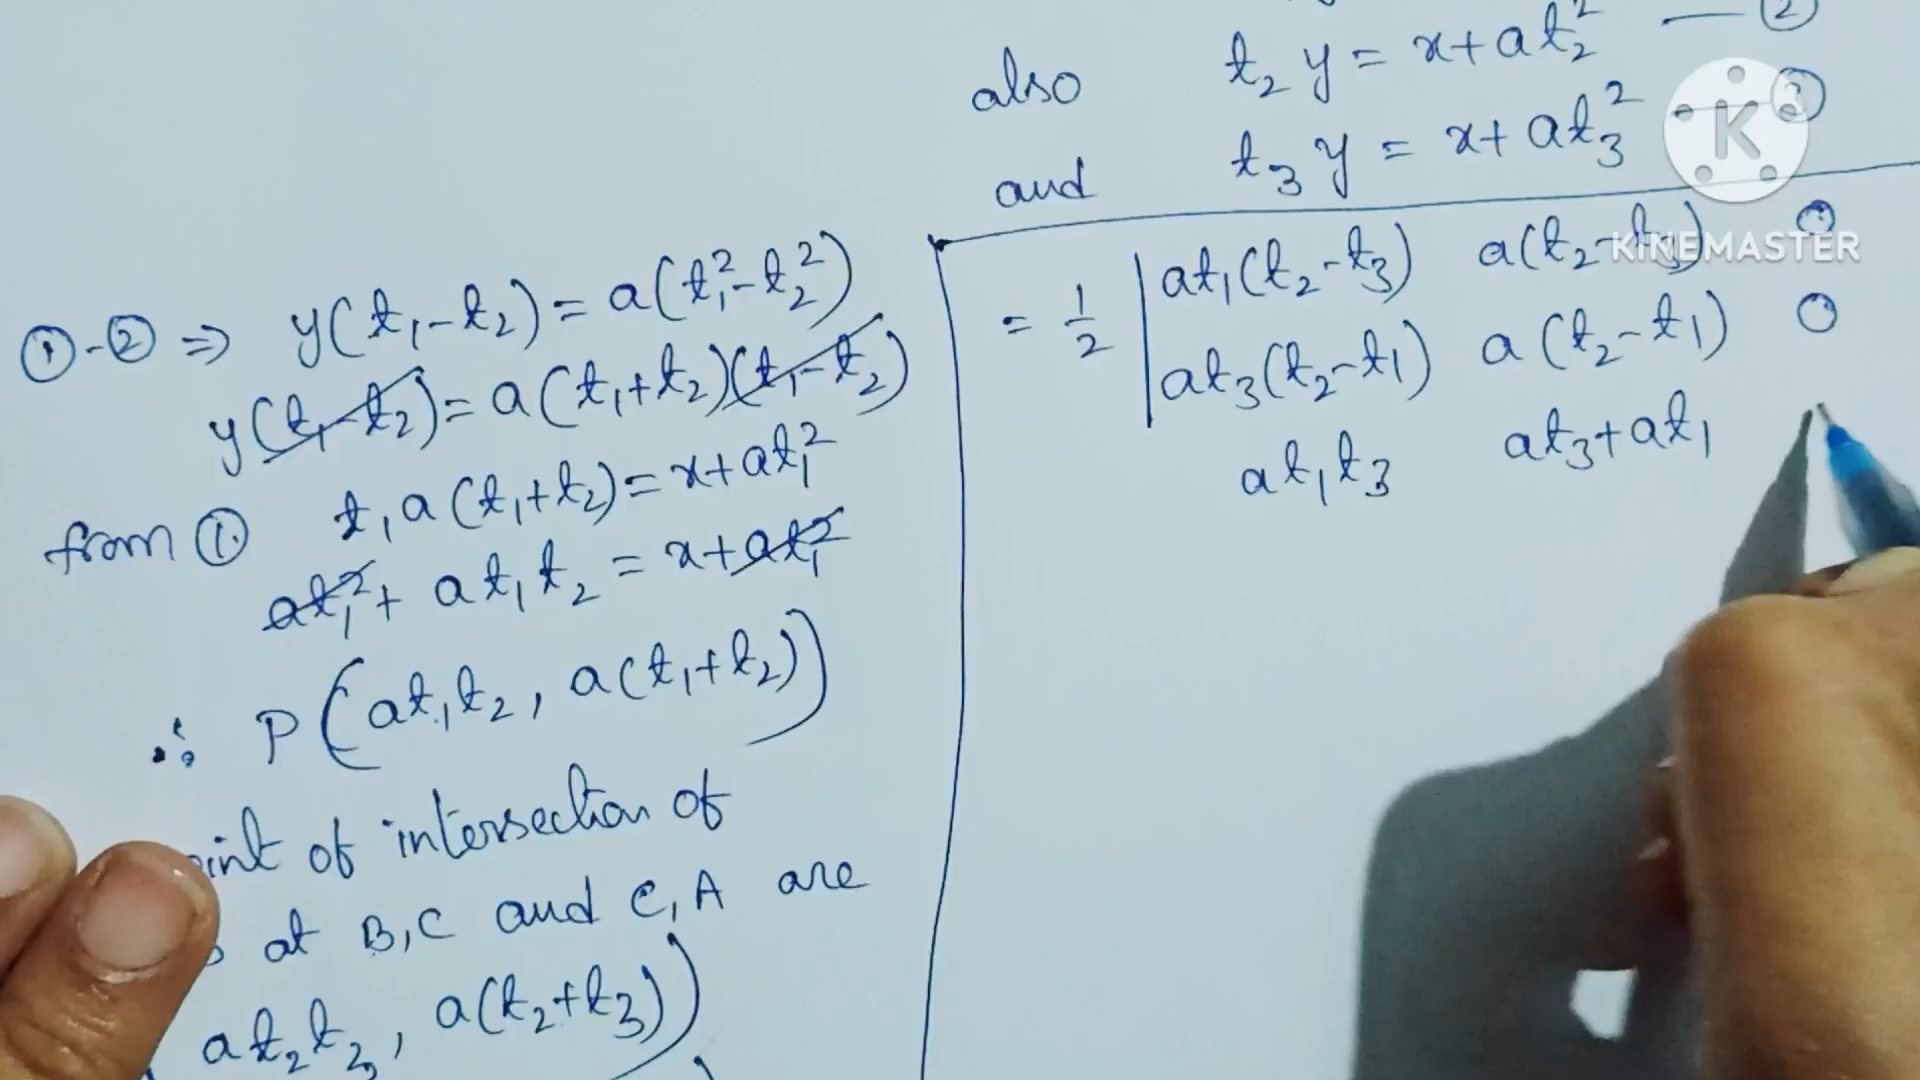 also t₂ y = x + at₂² — ②
and t₃ y = x + at₃² — ③
K
KINEMASTER
①-② ⇒ y(t₁-t₂) = a(t₁²-t₂²)
y(t₁-t₂) = a(t₁+t₂)(t₁-t₂)
from ① t₁a(t₁+t₂) = x + at₁²
at₁² + at₁t₂ = x + at₁²
∴ P(at₁t₂, a(t₁+t₂))
of intersection of
at B,C and C,A are
at₂t₃, a(t₂+t₃))
= 1/2 | at₁(t₂-t₃) a(t₂-t₃) 0
at₃(t₂-t₁) a(t₂-t₁) 0
at₁t₃ at₃+at₁